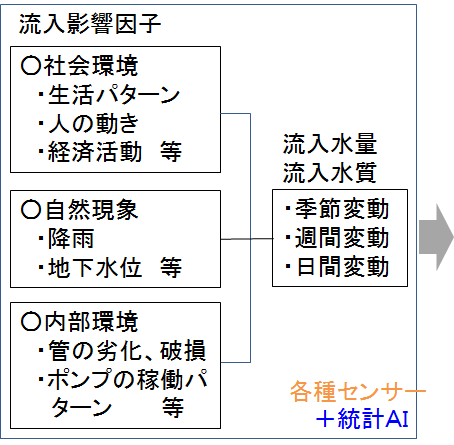 流入影響因子
〇社会環境
・生活パターン
・人の動き
・経済活動 等
〇自然現象
・降雨
・地下水位 等
〇内部環境
・管の劣化、破損
・ポンプの稼働パ
ターン 等
流入水量
流入水質
・季節変動
・週間変動
・日間変動
各種センサー
＋統計AI